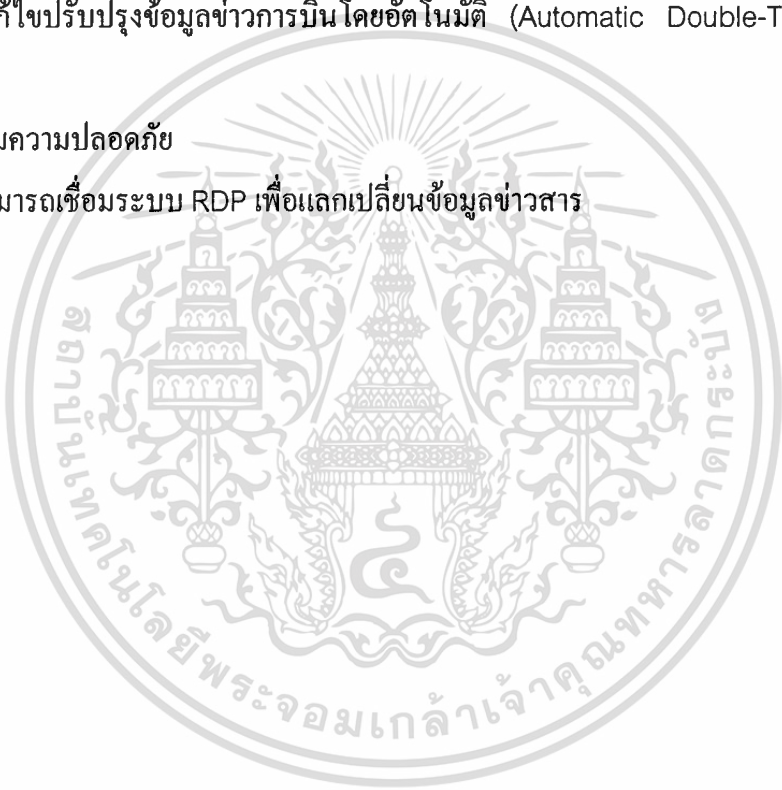 ก้ไขปรับปรุงข้อมูลข่าวการบินโดยอัตโนมัติ (Automatic Double-T
มความปลอดภัย
มารถเชื่อมระบบ RDP เพื่อแลกเปลี่ยนข้อมูลข่าวสาร
สถาบันเทคโนโลยีพระจอมเกล้าเจ้าคุณทหารลาดกระบัง